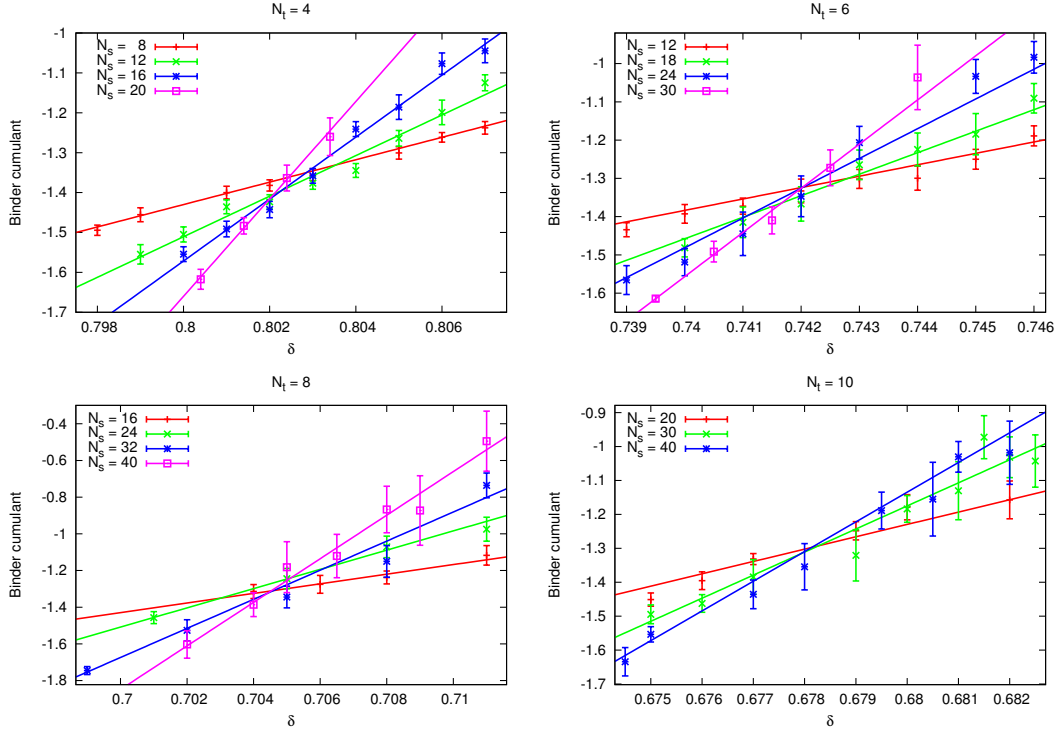 N_t = 4
N_s = 8
N_s = 12
N_s = 16
N_s = 20
Binder cumulant
-1
-1.1
-1.2
-1.3
-1.4
-1.5
-1.6
-1.7
0.798 0.8 0.802 0.804 0.806
δ
N_t = 6
N_s = 12
N_s = 18
N_s = 24
N_s = 30
Binder cumulant
-1
-1.1
-1.2
-1.3
-1.4
-1.5
-1.6
0.739 0.74 0.741 0.742 0.743 0.744 0.745 0.746
δ
N_t = 8
N_s = 16
N_s = 24
N_s = 32
N_s = 40
Binder cumulant
-0.4
-0.6
-0.8
-1
-1.2
-1.4
-1.6
-1.8
0.7 0.702 0.704 0.706 0.708 0.71
δ
N_t = 10
N_s = 20
N_s = 30
N_s = 40
Binder cumulant
-0.9
-1
-1.1
-1.2
-1.3
-1.4
-1.5
-1.6
-1.7
0.675 0.676 0.677 0.678 0.679 0.68 0.681 0.682
δ